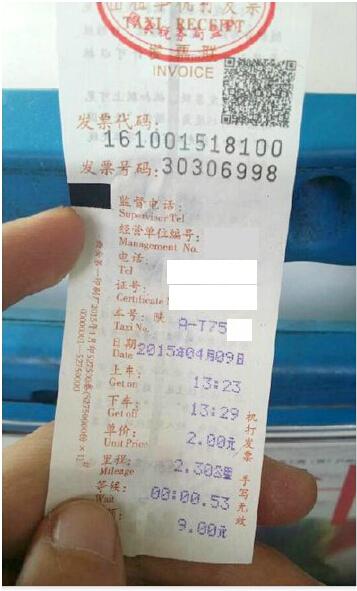 TAXI RECEIPT
发票联
INVOICE
发票代码:
161001518100
发票号码:30306998
监督电话:
Supervisor Tel
经营单位编号:
Management No.
电话:
Tel
证号:
Certificate
车号: 陕 A-T75
Taxi No.
日期 2015年04月09日
Date
上车: 13:23
Get on
下车: 13:29
Get off
单价: 2.00元
Unit Price
里程: 2.30公里
Mileage
等候: 00:00.53
Wait
9.00元
机打发票 手写无效